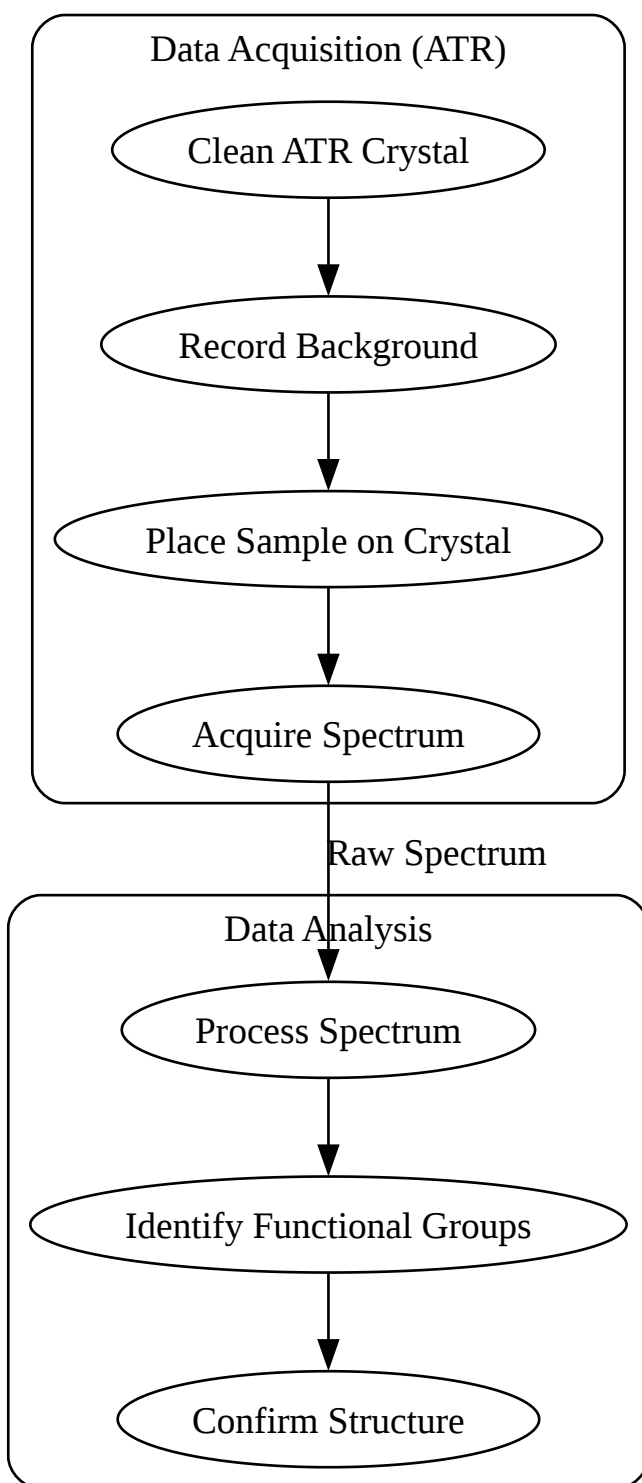 Data Acquisition (ATR)
Clean ATR Crystal
Record Background
Place Sample on Crystal
Acquire Spectrum
Raw Spectrum
Data Analysis
Process Spectrum
Identify Functional Groups
Confirm Structure